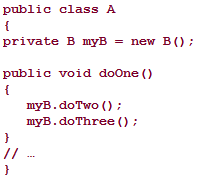 public class A
{
private B myB = new B();

public void doOne()
{
   myB.doTwo();
   myB.doThree();
}
// …
}